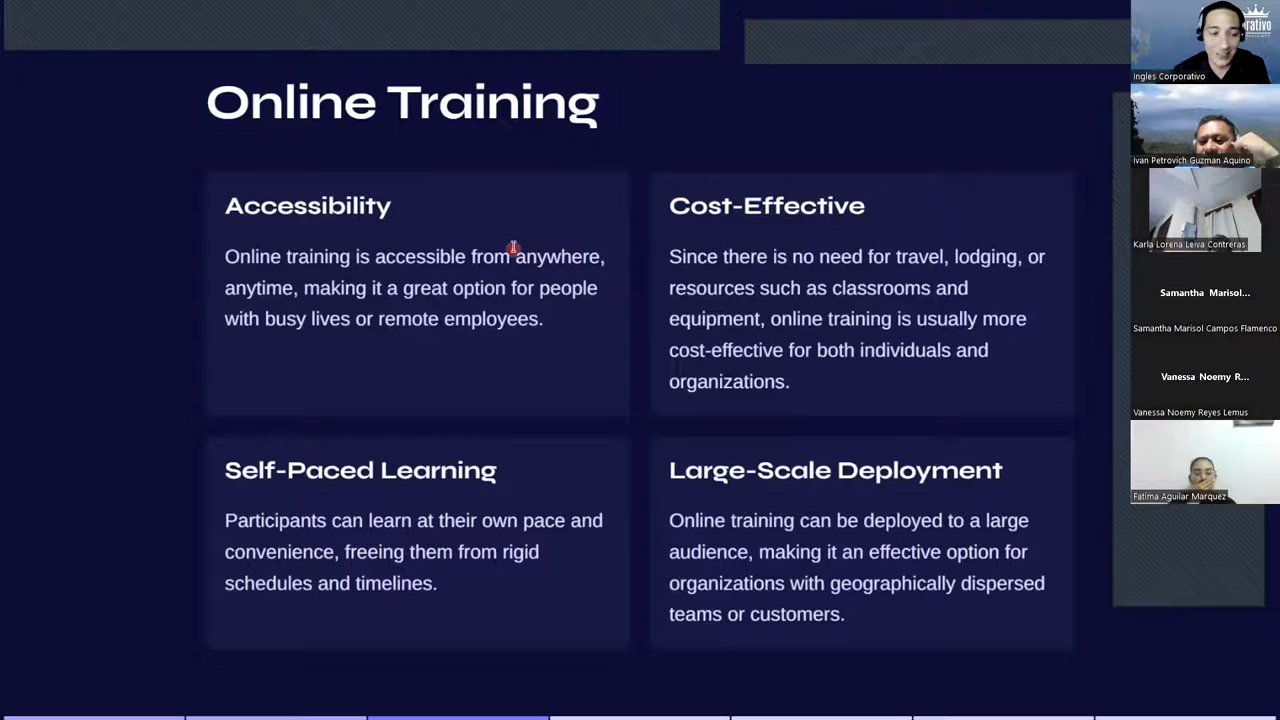 Online Training
Accessibility
Online training is accessible from anywhere,
anytime, making it a great option for people
with busy lives or remote employees.
Cost-Effective
Since there is no need for travel, lodging, or
resources such as classrooms and
equipment, online training is usually more
cost-effective for both individuals and
organizations.
Self-Paced Learning
Participants can learn at their own pace and
convenience, freeing them from rigid
schedules and timelines.
Large-Scale Deployment
Online training can be deployed to a large
audience, making it an effective option for
organizations with geographically dispersed
teams or customers.
rativo
Ingles Corporativo
Ivan Petrovich Guzman Aquino
Karla Lorena Leiva Contreras
Samantha Marisol...
Samantha Marisol Campos Flamenco
Vanessa Noemy R...
Vanessa Noemy Reyes Lemus
Fatima Aguilar Marquez